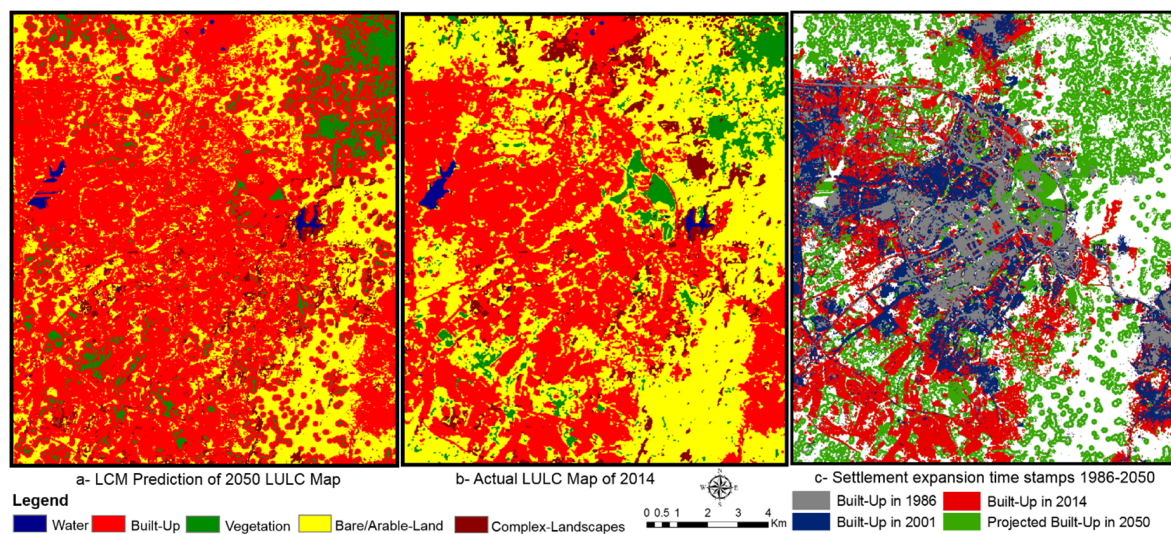 a- LCM Prediction of 2050 LULC Map
b- Actual LULC Map of 2014
c- Settlement expansion time stamps 1986-2050
Legend
Water
Built-Up
Vegetation
Bare/Arable-Land
Complex-Landscapes
N
W
E
S
0 0.5 1 2 3 4
Km
Built-Up in 1986
Built-Up in 2014
Built-Up in 2001
Projected Built-Up in 2050